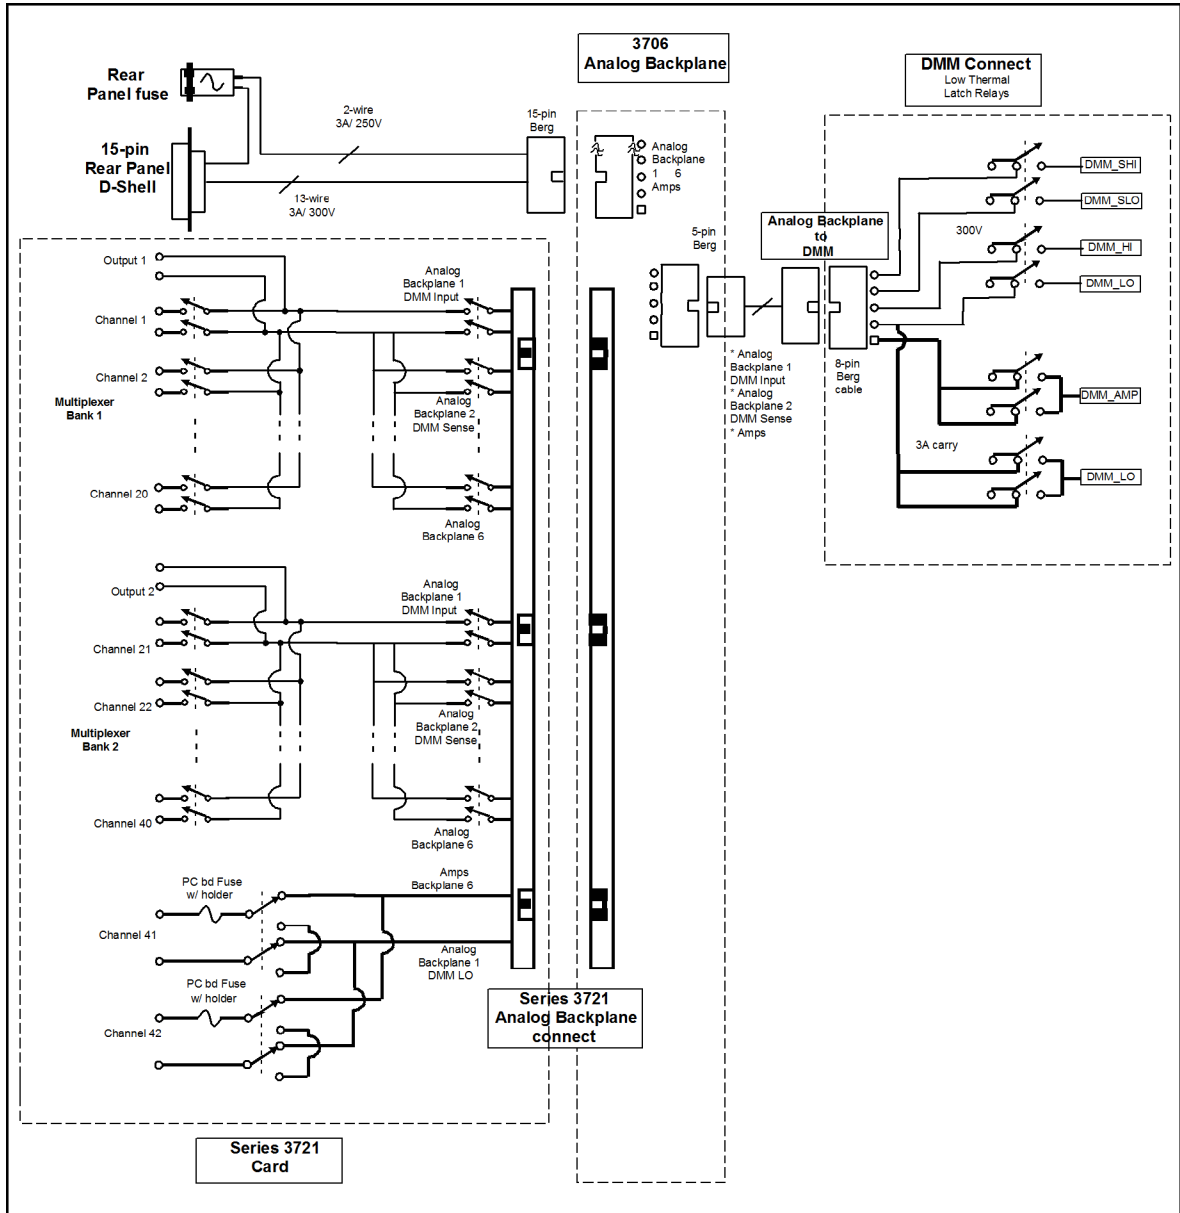 3706
Analog Backplane
DMM Connect
Low Thermal
Latch Relays
Rear
Panel fuse
2-wire
3A/ 250V
15-pin
Berg
15-pin
Rear Panel
D-Shell
13-wire
3A/ 300V
Analog
Backplane
1 6
Amps
DMM_SHI
DMM_SLO
300V
DMM_HI
DMM_LO
Analog Backplane
to
DMM
5-pin
Berg
* Analog
Backplane 1
DMM Input
* Analog
Backplane 2
DMM Sense
* Amps
8-pin
Berg
cable
DMM_AMP
3A carry
DMM_LO
Output 1
Analog
Backplane 1
DMM Input
Channel 1
Channel 2
Multiplexer
Bank 1
Analog
Backplane 2
DMM Sense
Channel 20
Analog
Backplane 6
Output 2
Analog
Backplane 1
DMM Input
Channel 21
Channel 22
Multiplexer
Bank 2
Analog
Backplane 2
DMM Sense
Channel 40
Analog
Backplane 6
PC bd Fuse
w/ holder
Amps
Backplane 6
Channel 41
Analog
Backplane 1
DMM LO
PC bd Fuse
w/ holder
Channel 42
Series 3721
Analog Backplane
connect
Series 3721
Card